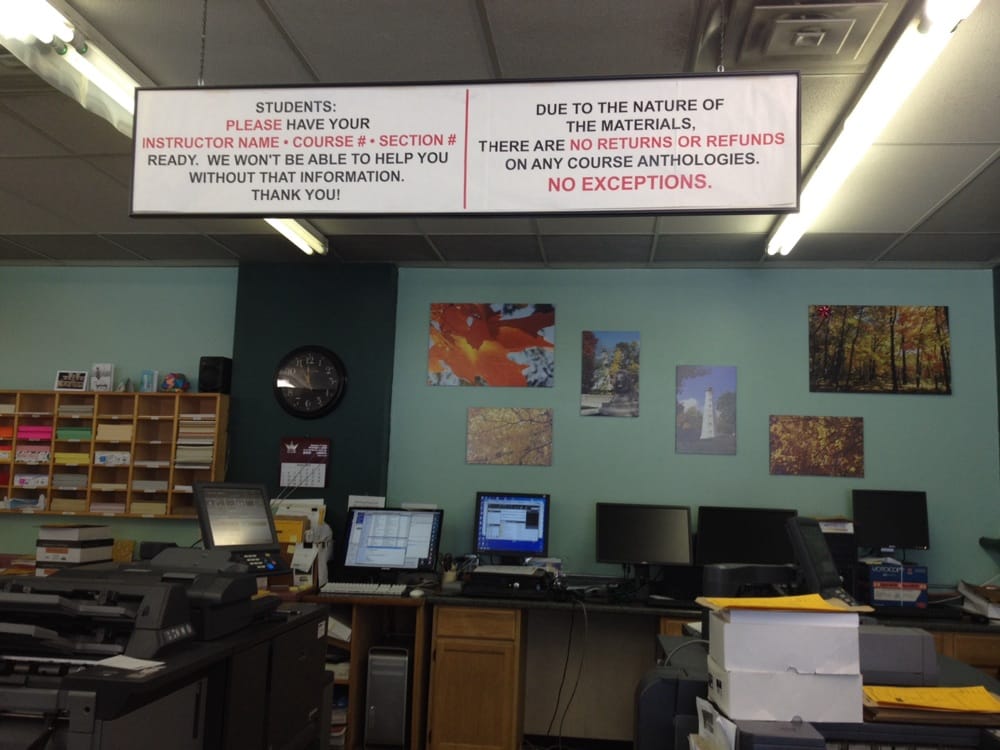 STUDENTS:
PLEASE HAVE YOUR
INSTRUCTOR NAME • COURSE # • SECTION #
READY. WE WON'T BE ABLE TO HELP YOU
WITHOUT THAT INFORMATION.
THANK YOU!
DUE TO THE NATURE OF
THE MATERIALS,
THERE ARE NO RETURNS OR REFUNDS
ON ANY COURSE ANTHOLOGIES.
NO EXCEPTIONS.